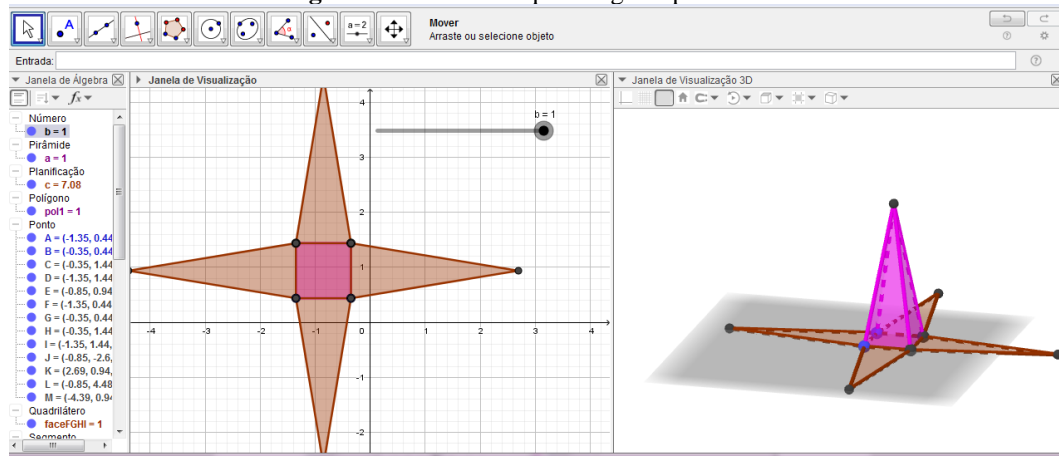 a=2
Mover
Arraste ou selecione objeto
Entrada:
Janela de Álgebra
Janela de Visualização
Janela de Visualização 3D
Número
b = 1
Pirâmide
a = 1
Planificação
c = 7.08
Polígono
pol1 = 1
Ponto
A = (-1.35, 0.44
B = (-0.35, 0.44
C = (-0.35, 1.44
D = (-1.35, 1.44
E = (-0.85, 0.94
F = (-1.35, 0.44
G = (-0.35, 0.44
H = (-0.35, 1.44
I = (-1.35, 1.44,
J = (-0.85, -2.6,
K = (2.69, 0.94,
L = (-0.85, 4.48
M = (-4.39, 0.94
Quadrilátero
faceFGHI = 1
Segmento
b = 1
4
3
2
1
-4 -3 -2 -1 0 1 2 3 4
-1
-2